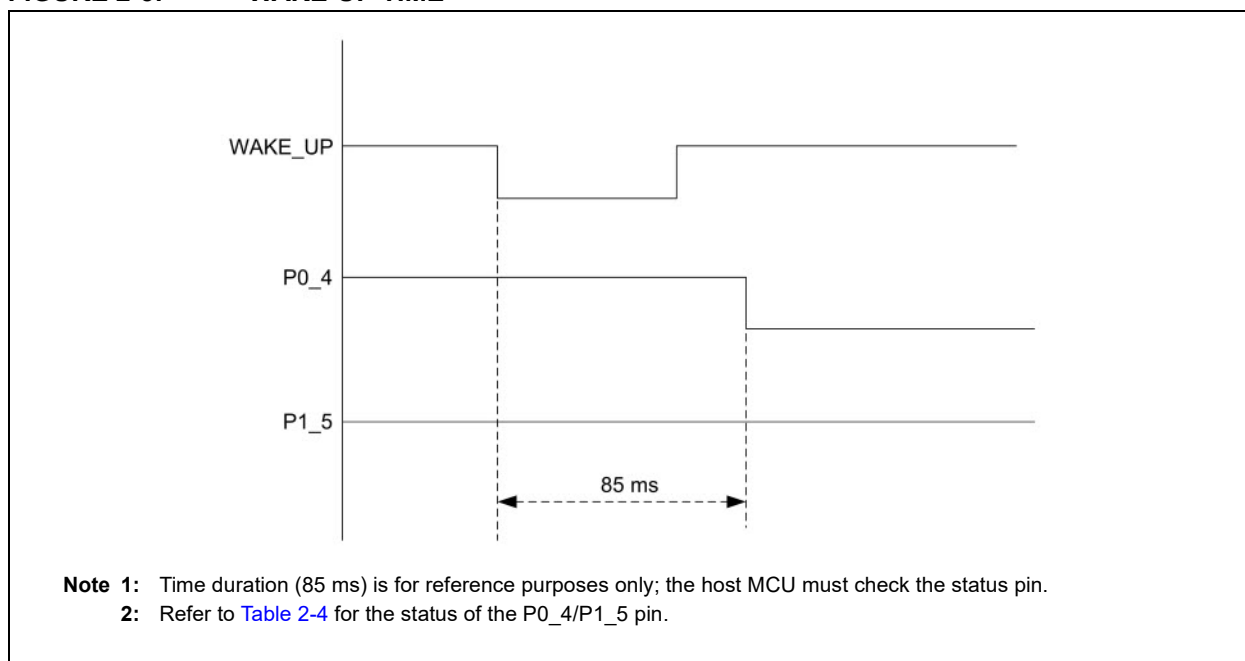 WAKE_UP
P0_4
P1_5
85 ms
Note 1: Time duration (85 ms) is for reference purposes only; the host MCU must check the status pin.
2: Refer to Table 2-4 for the status of the P0_4/P1_5 pin.